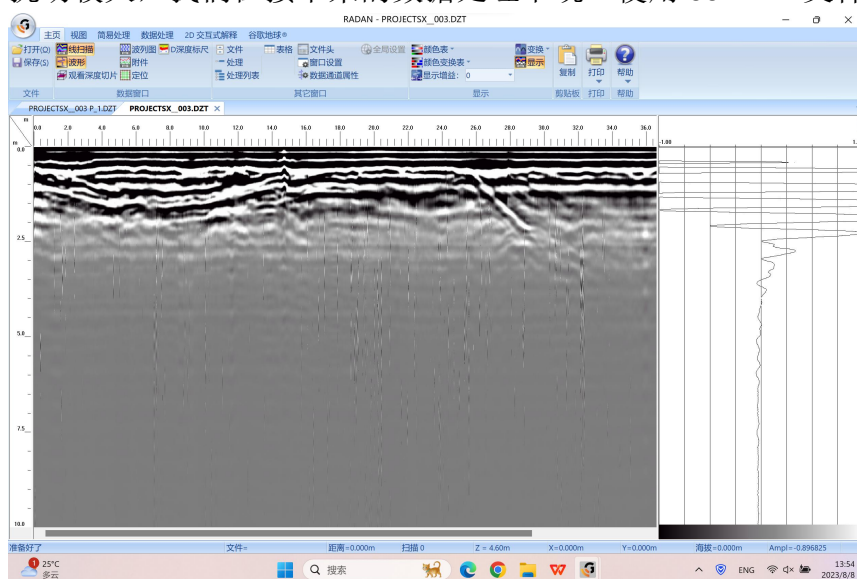 RADAN - PROJECTSX__003.DZT
主页 视图 简易处理 数据处理 2D 交互式解释 谷歌地球®
打开(O) 线扫描 波列图 D深度标尺 文件 表格 文件头 全局设置 颜色表 变换
保存(S) 波形 附件 处理 窗口设置 颜色变换表 显示 复制 打印 帮助
观看深度切片 定位 处理列表 数据通道属性 显示增益: 0
文件 数据窗口 其它窗口 显示 剪贴板 打印 帮助
PROJECTSX__003 P_1.DZT PROJECTSX__003.DZT ×
m
0.0 2.0 4.0 6.0 8.0 10.0 12.0 14.0 16.0 18.0 20.0 22.0 24.0 26.0 28.0 30.0 32.0 34.0 36.0 -1.00
m
0.0
2.5
5.0
7.5
10.0
准备好了 文件= 距离=0.000m 扫描 0 Z = 4.60m X=0.000m Y=0.000m 海拔=0.000m Ampl=-0.896825
1 25°C
多云 搜索 ENG 13:54
2023/8/8